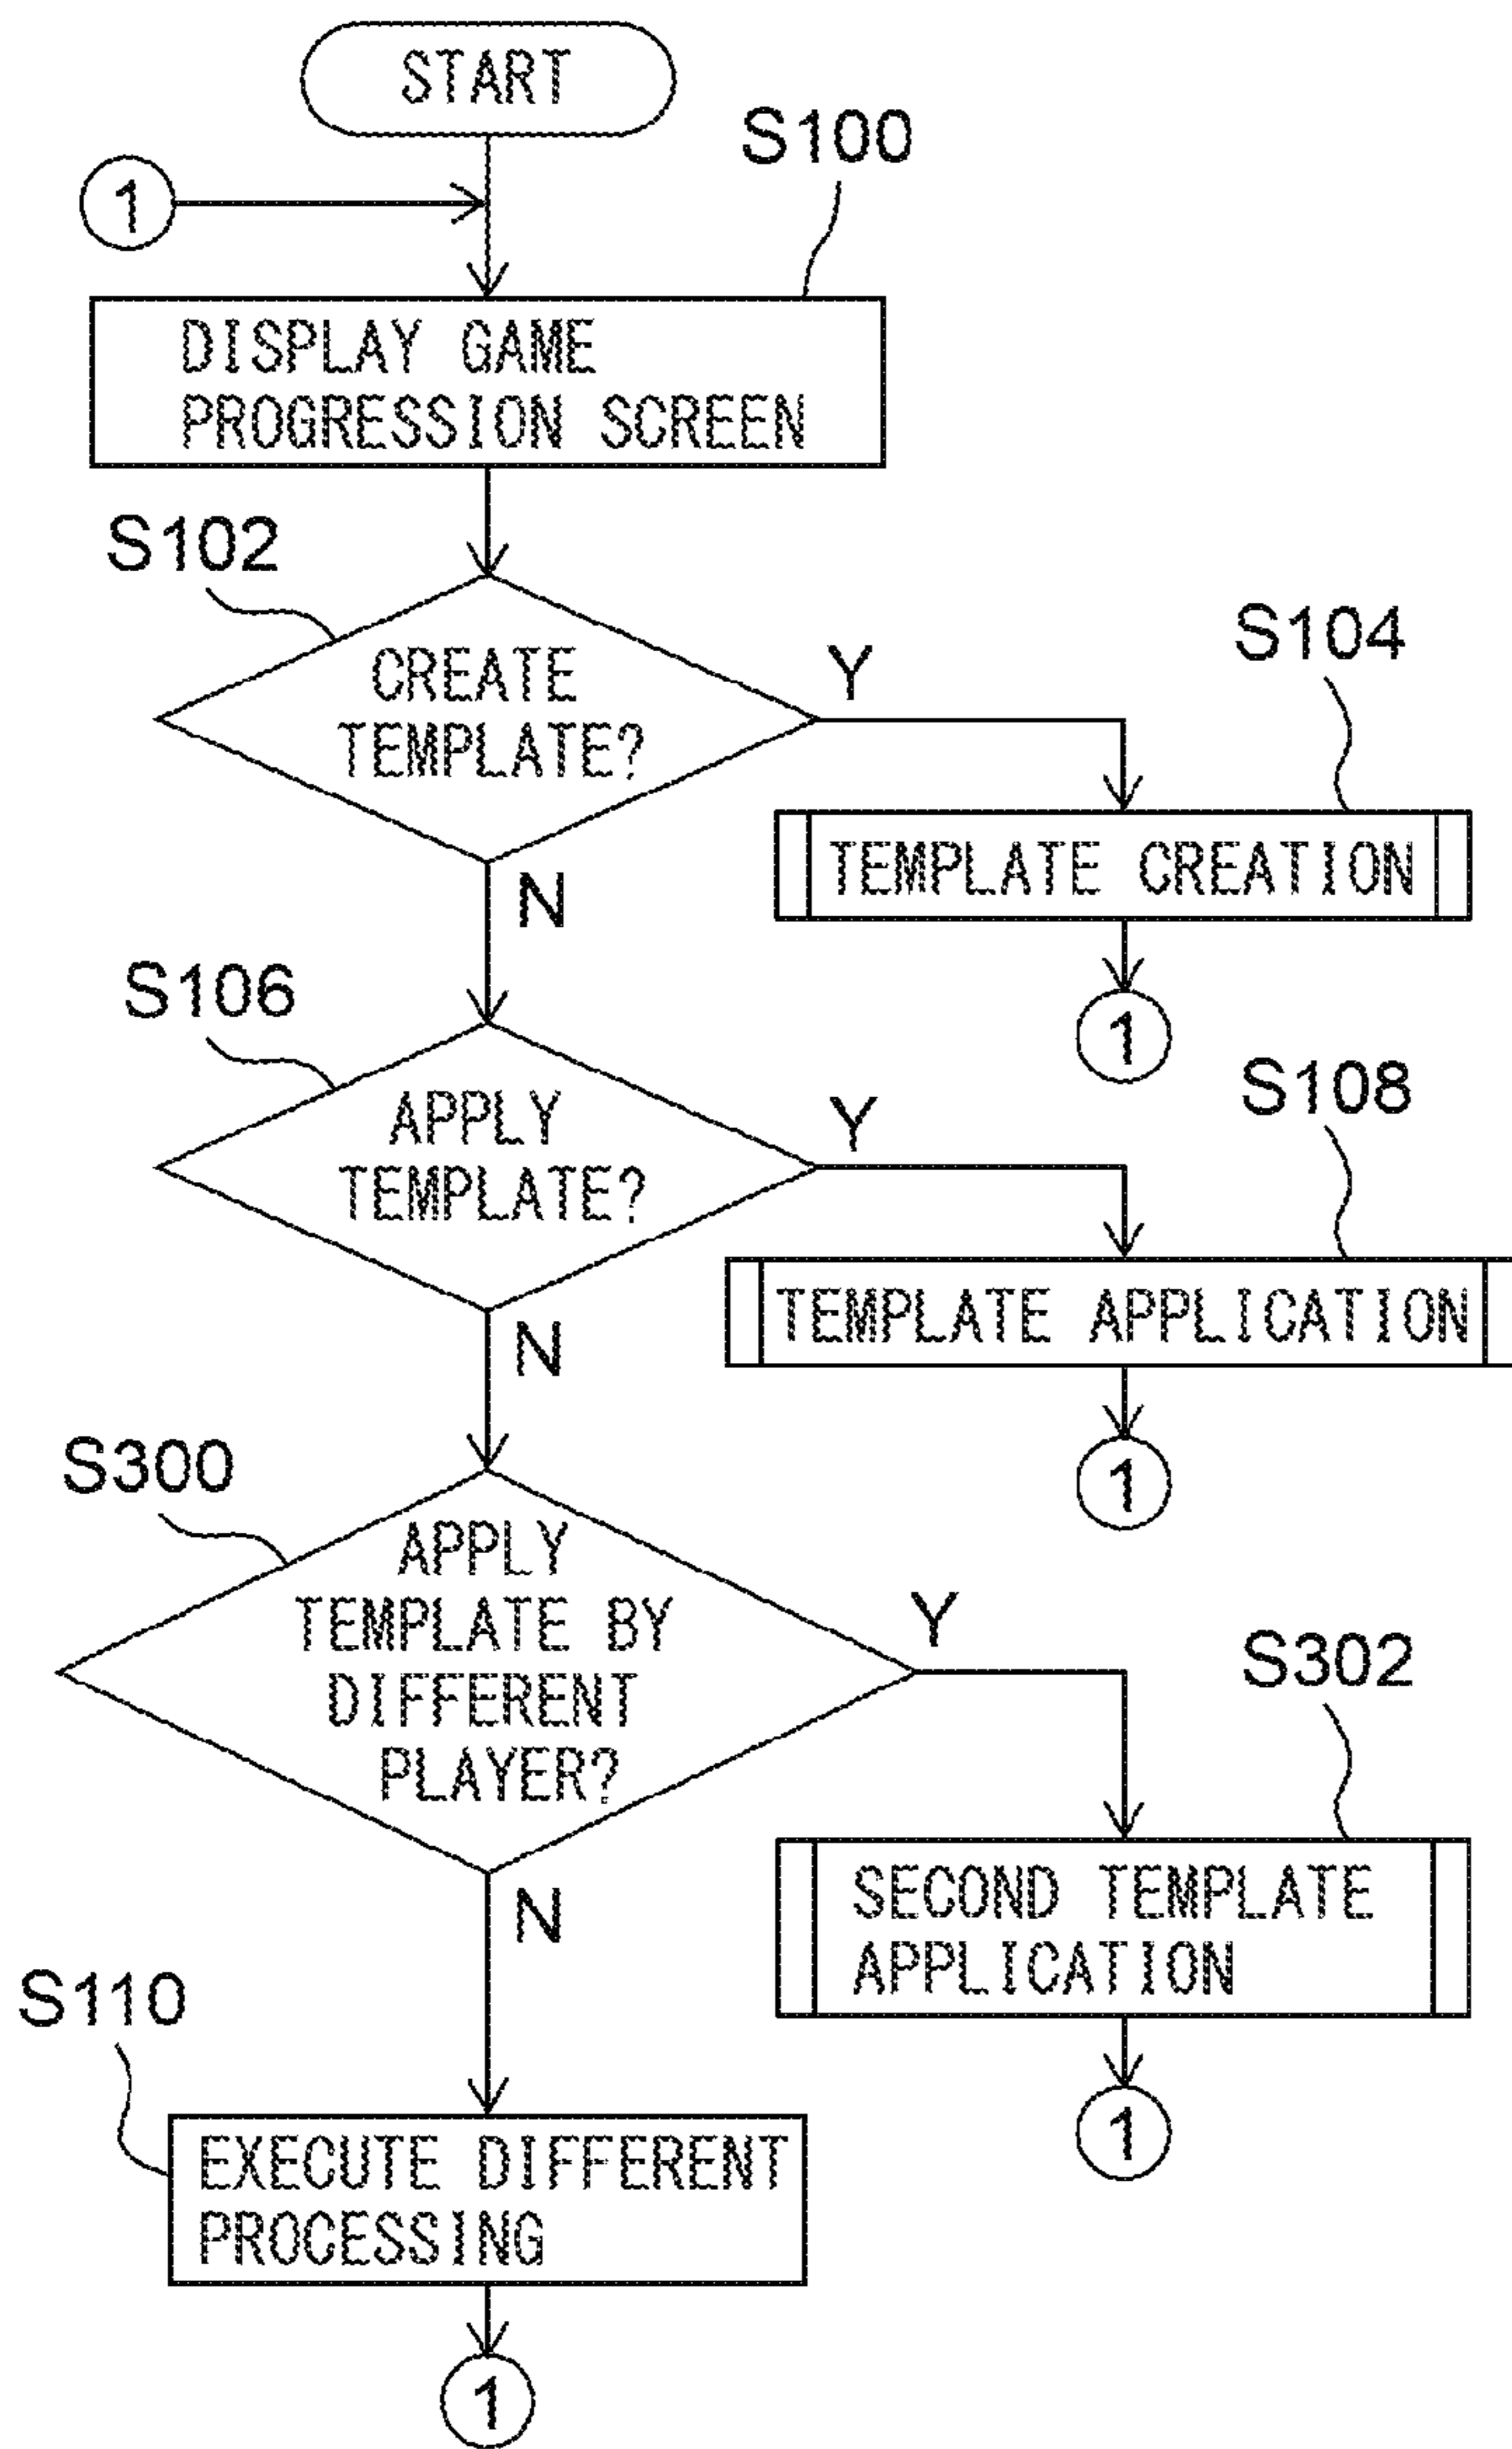 START
S100
1
DISPLAY GAME
PROGRESSION SCREEN
S102
CREATE
TEMPLATE?
Y
S104
TEMPLATE CREATION
N
1
S106
APPLY
TEMPLATE?
Y
S108
TEMPLATE APPLICATION
N
1
S300
APPLY
TEMPLATE BY
DIFFERENT
PLAYER?
Y
S302
SECOND TEMPLATE
APPLICATION
N
1
S110
EXECUTE DIFFERENT
PROCESSING
1